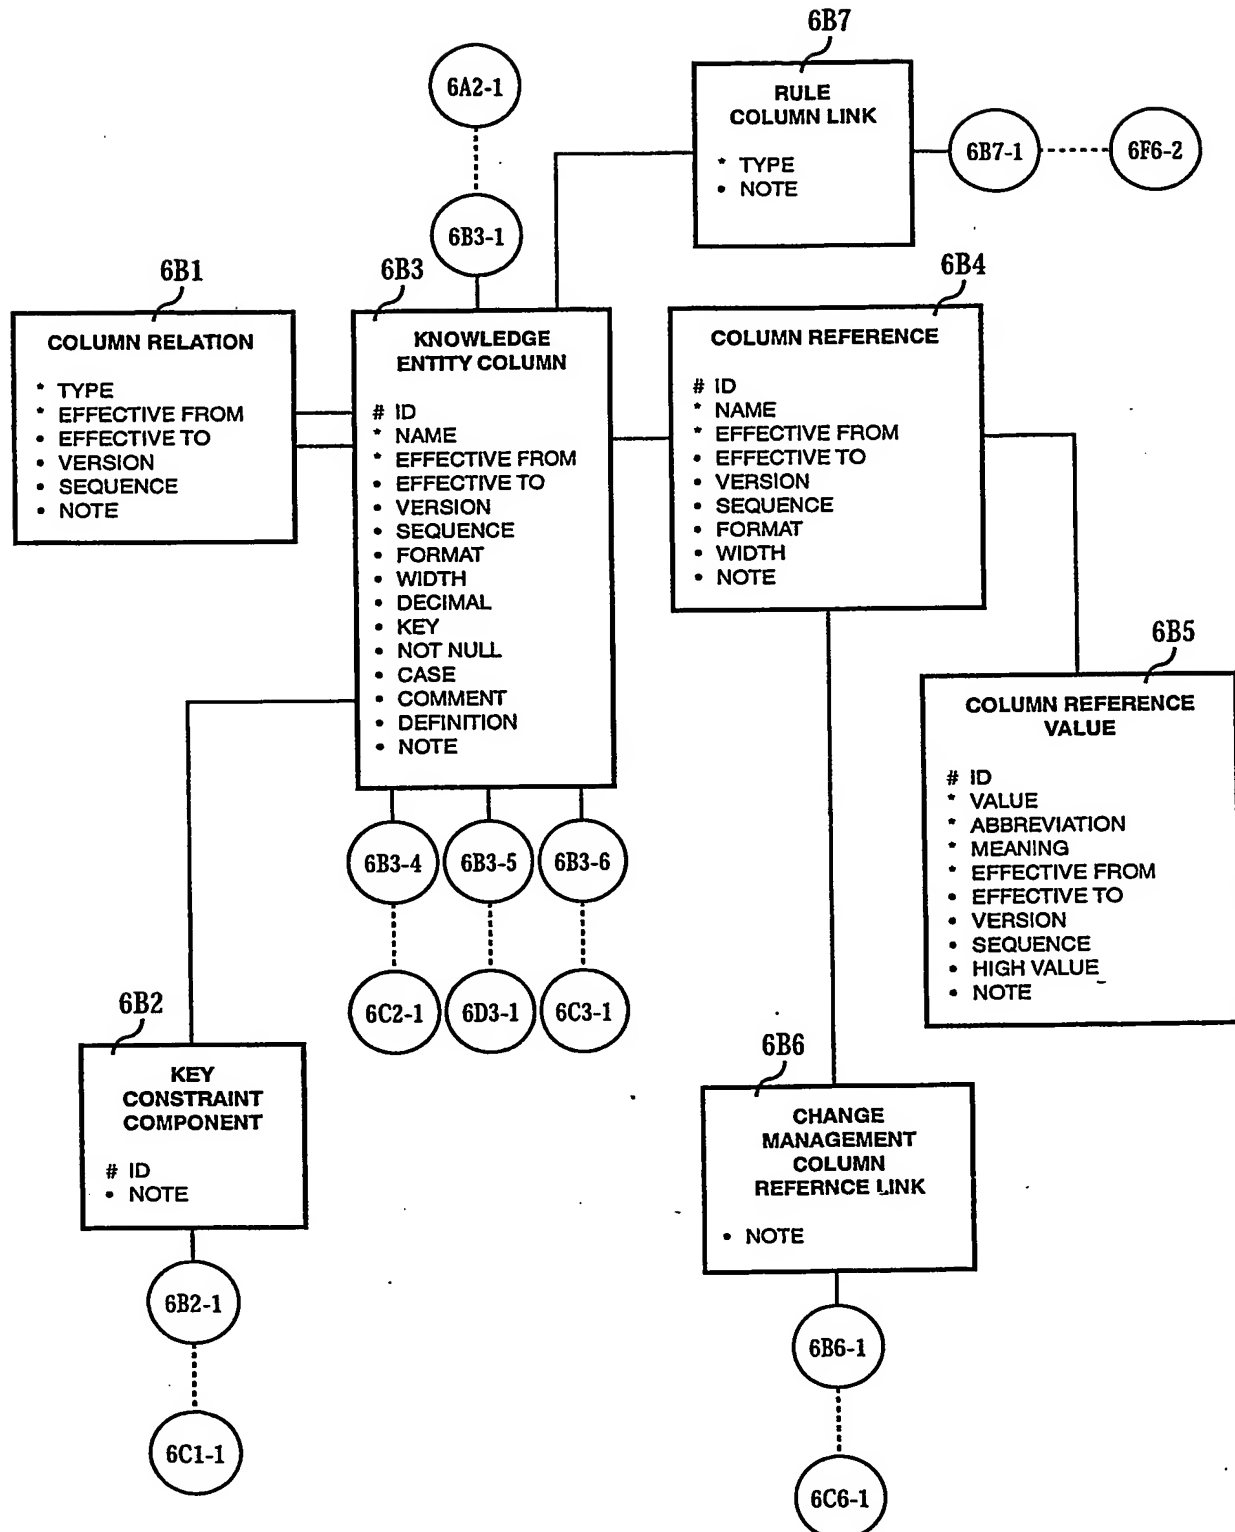 6B7
RULE
COLUMN LINK
* TYPE
• NOTE
6A2-1
6B7-1
6F6-2
6B3-1
6B1
COLUMN RELATION
* TYPE
* EFFECTIVE FROM
• EFFECTIVE TO
• VERSION
• SEQUENCE
• NOTE
6B3
KNOWLEDGE
ENTITY COLUMN
# ID
* NAME
* EFFECTIVE FROM
• EFFECTIVE TO
• VERSION
• SEQUENCE
• FORMAT
• WIDTH
• DECIMAL
• KEY
• NOT NULL
• CASE
• COMMENT
• DEFINITION
• NOTE
6B4
COLUMN REFERENCE
# ID
* NAME
* EFFECTIVE FROM
• EFFECTIVE TO
• VERSION
• SEQUENCE
• FORMAT
• WIDTH
• NOTE
6B5
COLUMN REFERENCE
VALUE
# ID
* VALUE
* ABBREVIATION
* MEANING
* EFFECTIVE FROM
• EFFECTIVE TO
• VERSION
• SEQUENCE
• HIGH VALUE
• NOTE
6B3-4
6B3-5
6B3-6
6C2-1
6D3-1
6C3-1
6B2
KEY
CONSTRAINT
COMPONENT
# ID
• NOTE
6B6
CHANGE
MANAGEMENT
COLUMN
REFERNCE LINK
• NOTE
6B2-1
6C1-1
6B6-1
6C6-1